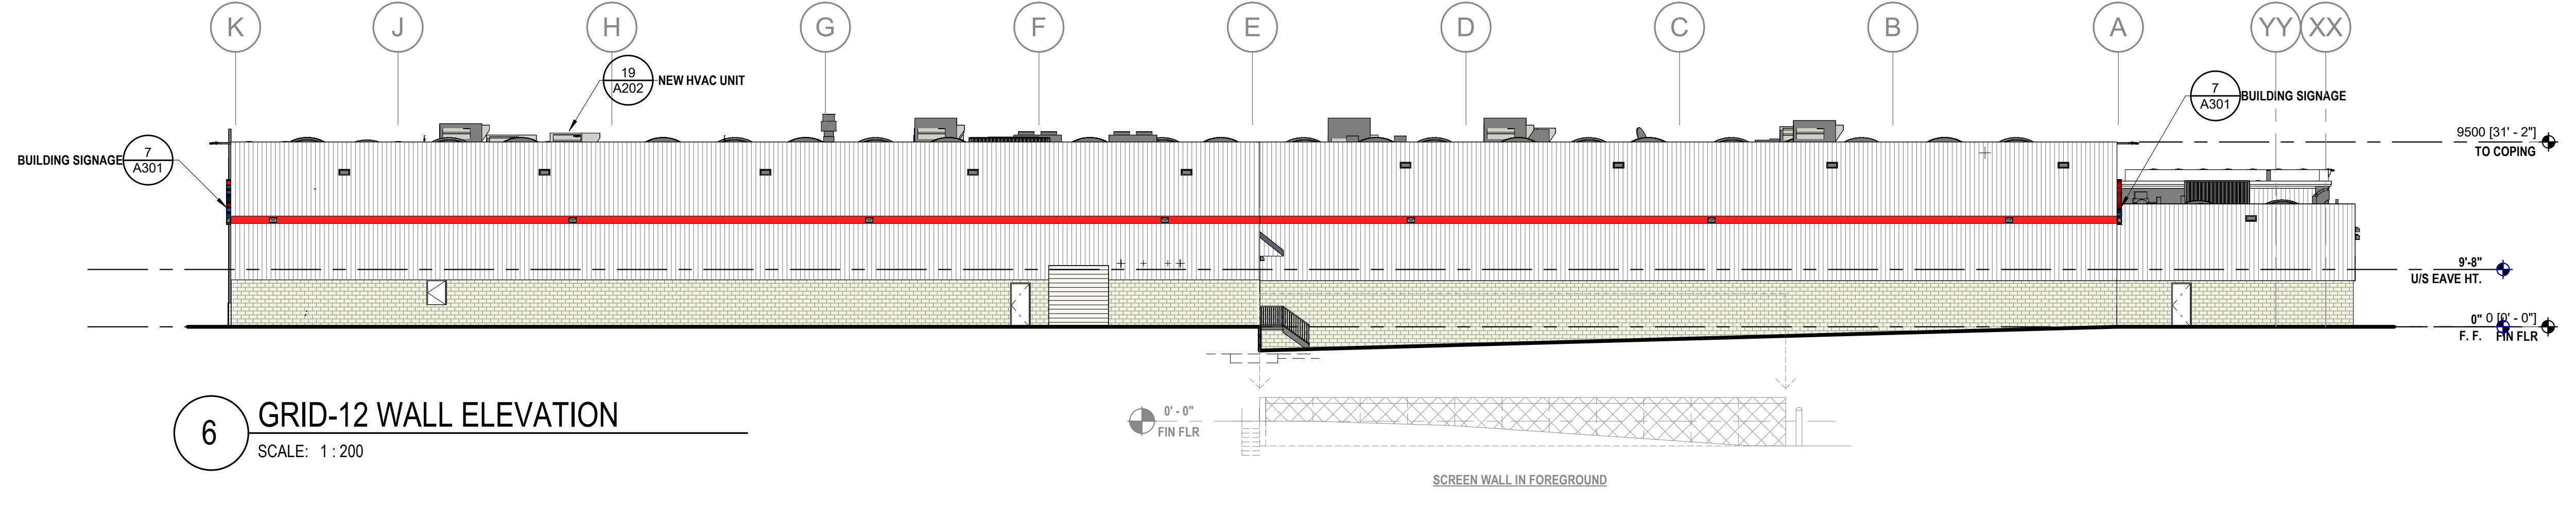 K J H G F E D C B A YY XX
19
A202
NEW HVAC UNIT
7
A301
BUILDING SIGNAGE
BUILDING SIGNAGE
7
A301
9500 [31' - 2"]
TO COPING
9'-8"
U/S EAVE HT.
0" 0 [0' - 0"]
F. F. FIN FLR
6
GRID-12 WALL ELEVATION
SCALE: 1 : 200
0' - 0"
FIN FLR
SCREEN WALL IN FOREGROUND